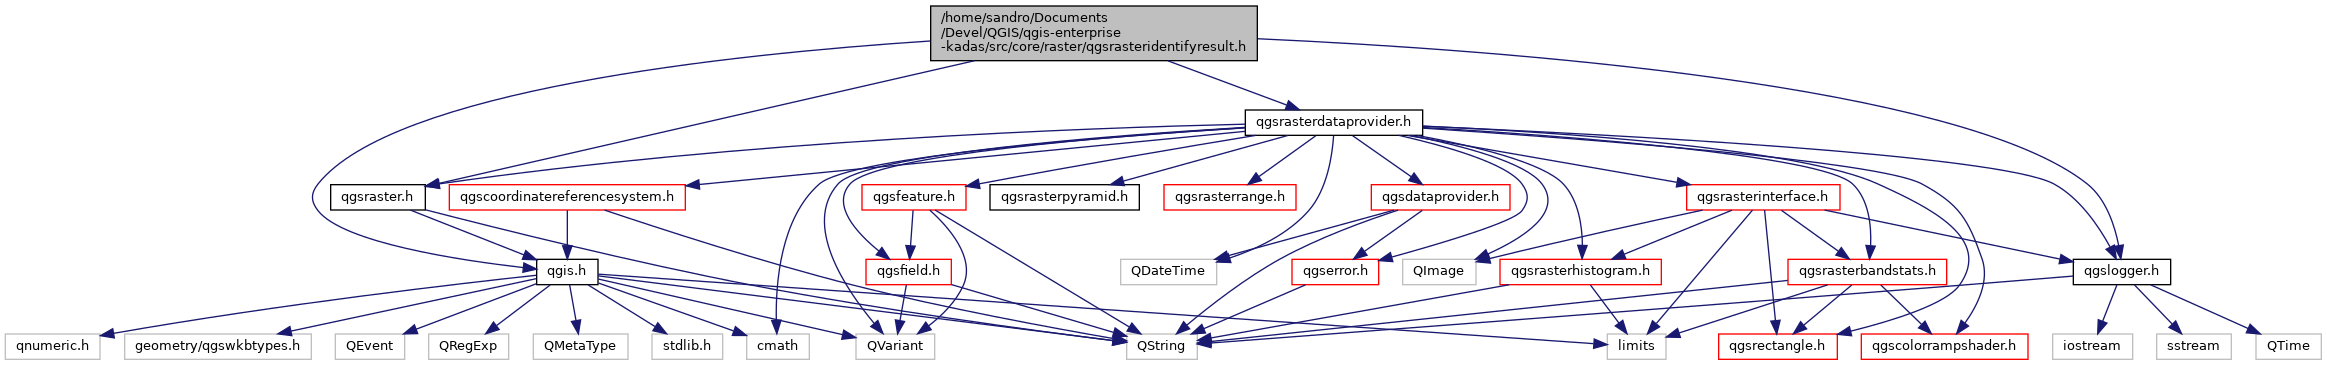 /home/sandro/Documents
/Devel/QGIS/qgis-enterprise
-kadas/src/core/raster/qgsrasteridentifyresult.h
qgsrasterdataprovider.h
qgsraster.h
qgscoordinatereferencesystem.h
qgsfeature.h
qgsrasterpyramid.h
qgsrasterrange.h
qgsdataprovider.h
qgsrasterinterface.h
qgis.h
qgsfield.h
QDateTime
qgserror.h
QImage
qgsrasterhistogram.h
qgsrasterbandstats.h
qgslogger.h
qnumeric.h
geometry/qgswkbtypes.h
QEvent
QRegExp
QMetaType
stdlib.h
cmath
QVariant
QString
limits
qgsrectangle.h
qgscolorrampshader.h
iostream
sstream
QTime